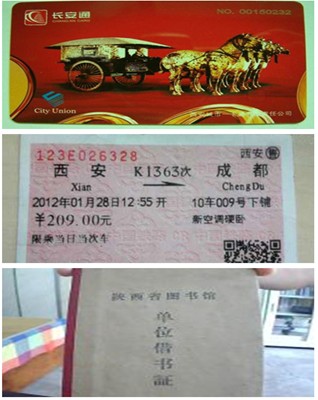 长安通
NO. 00150232
City Union
123E026328
西安售
西安 K1363次 成都
Xian ChengDu
2012年01月28日12:55开 10车009号下铺
¥209.00元 新空调硬卧
限乘当日当次车
陕西省图书馆
单位借书証